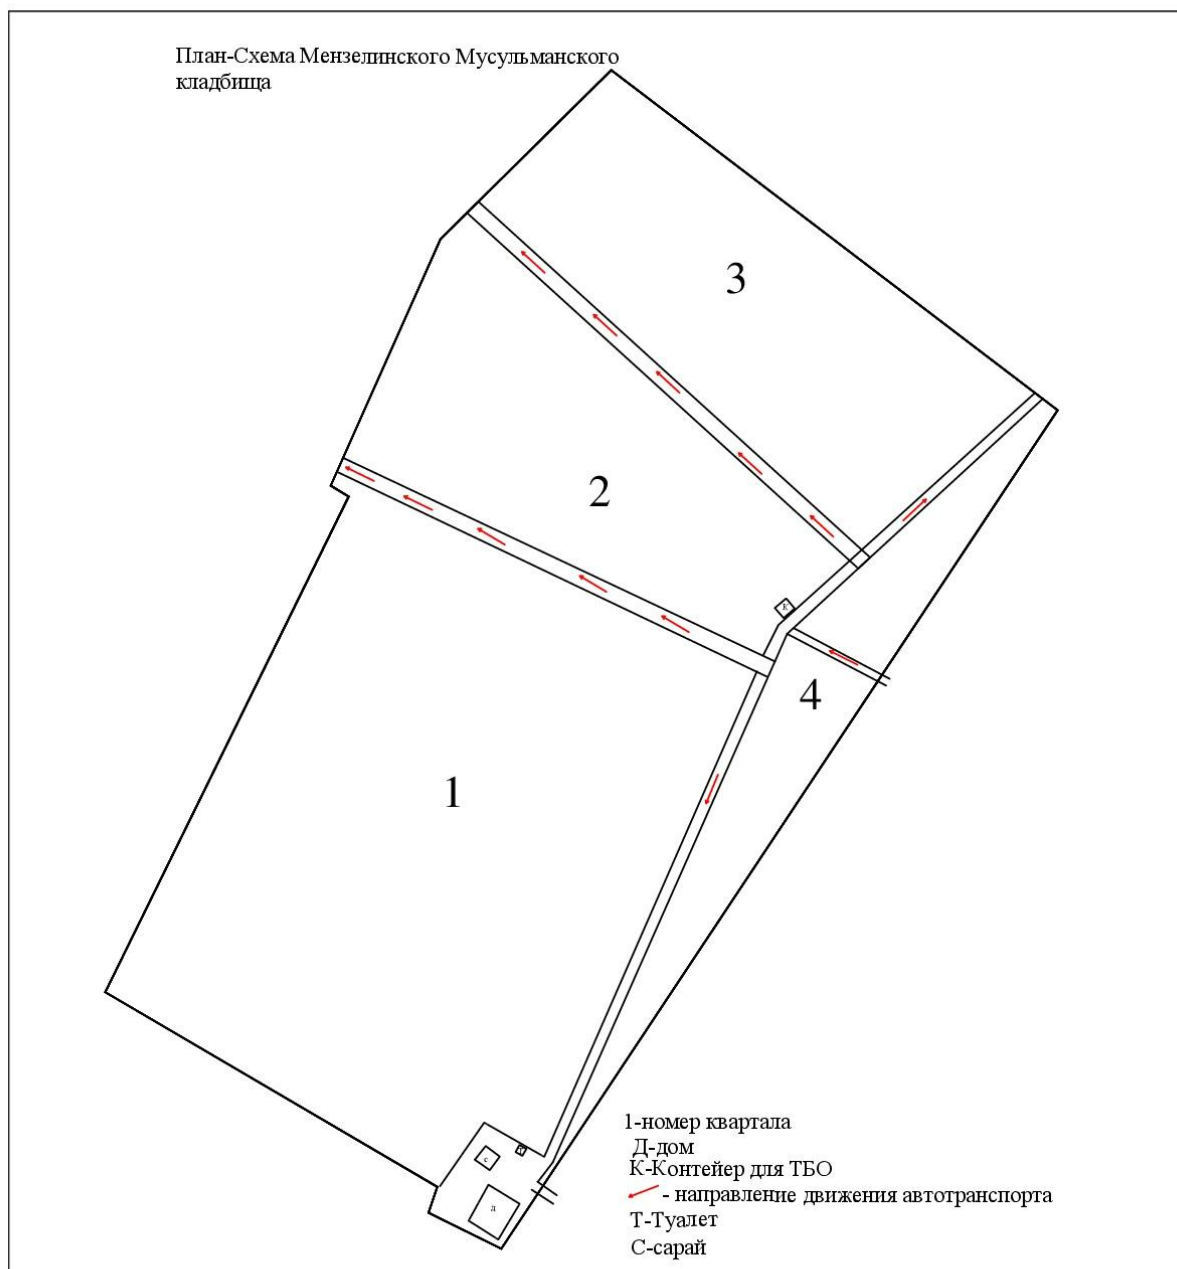 План-Схема Мензелинского Мусульманского
кладбища
3
2
К
4
1
Т
с
д
1-номер квартала
Д-дом
К-Контейер для ТБО
- направление движения автотранспорта
Т-Туалет
С-сарай